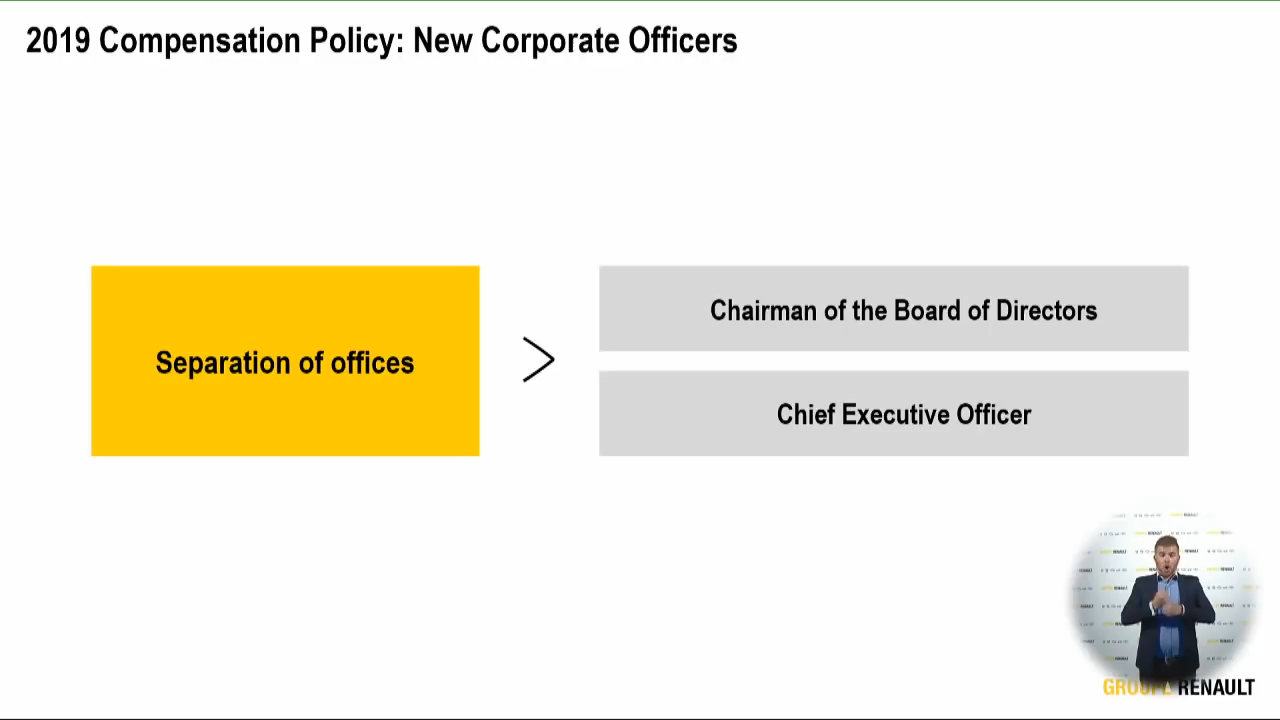 2019 Compensation Policy: New Corporate Officers
Separation of offices
>
Chairman of the Board of Directors
Chief Executive Officer
GROUPE RENAULT